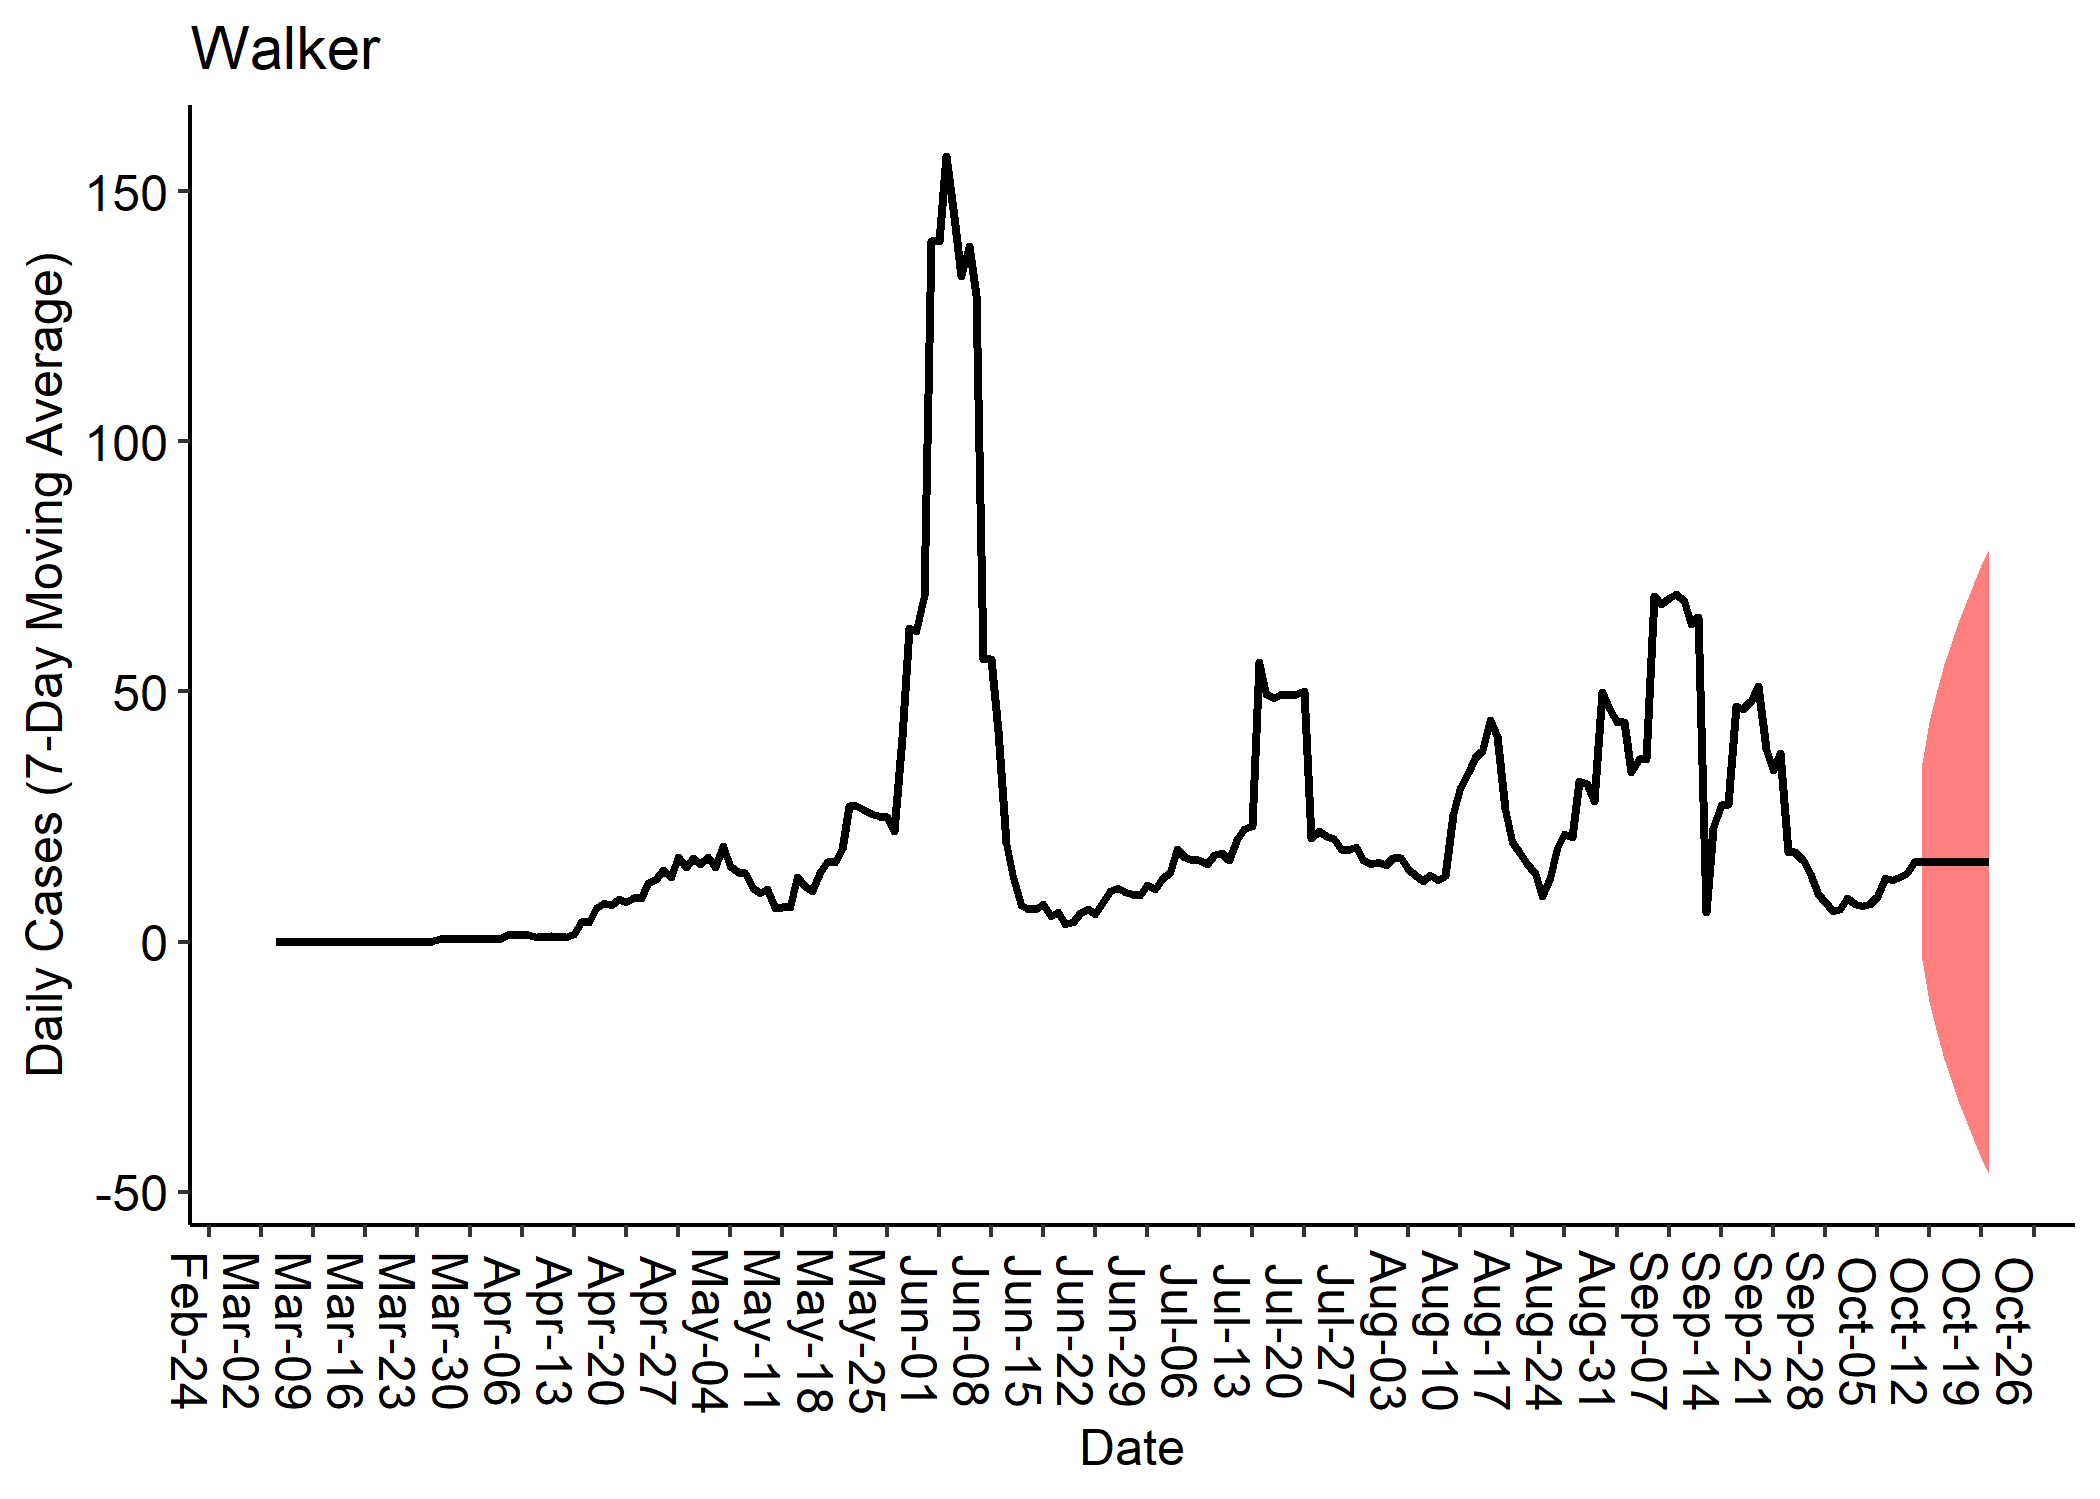 Walker
Daily Cases (7-Day Moving Average)
150
100
50
0
-50
Feb-24
Mar-02
Mar-09
Mar-16
Mar-23
Mar-30
Apr-06
Apr-13
Apr-20
Apr-27
May-04
May-11
May-18
May-25
Jun-01
Jun-08
Jun-15
Jun-22
Jun-29
Jul-06
Jul-13
Jul-20
Jul-27
Aug-03
Aug-10
Aug-17
Aug-24
Aug-31
Sep-07
Sep-14
Sep-21
Sep-28
Oct-05
Oct-12
Oct-19
Oct-26
Date